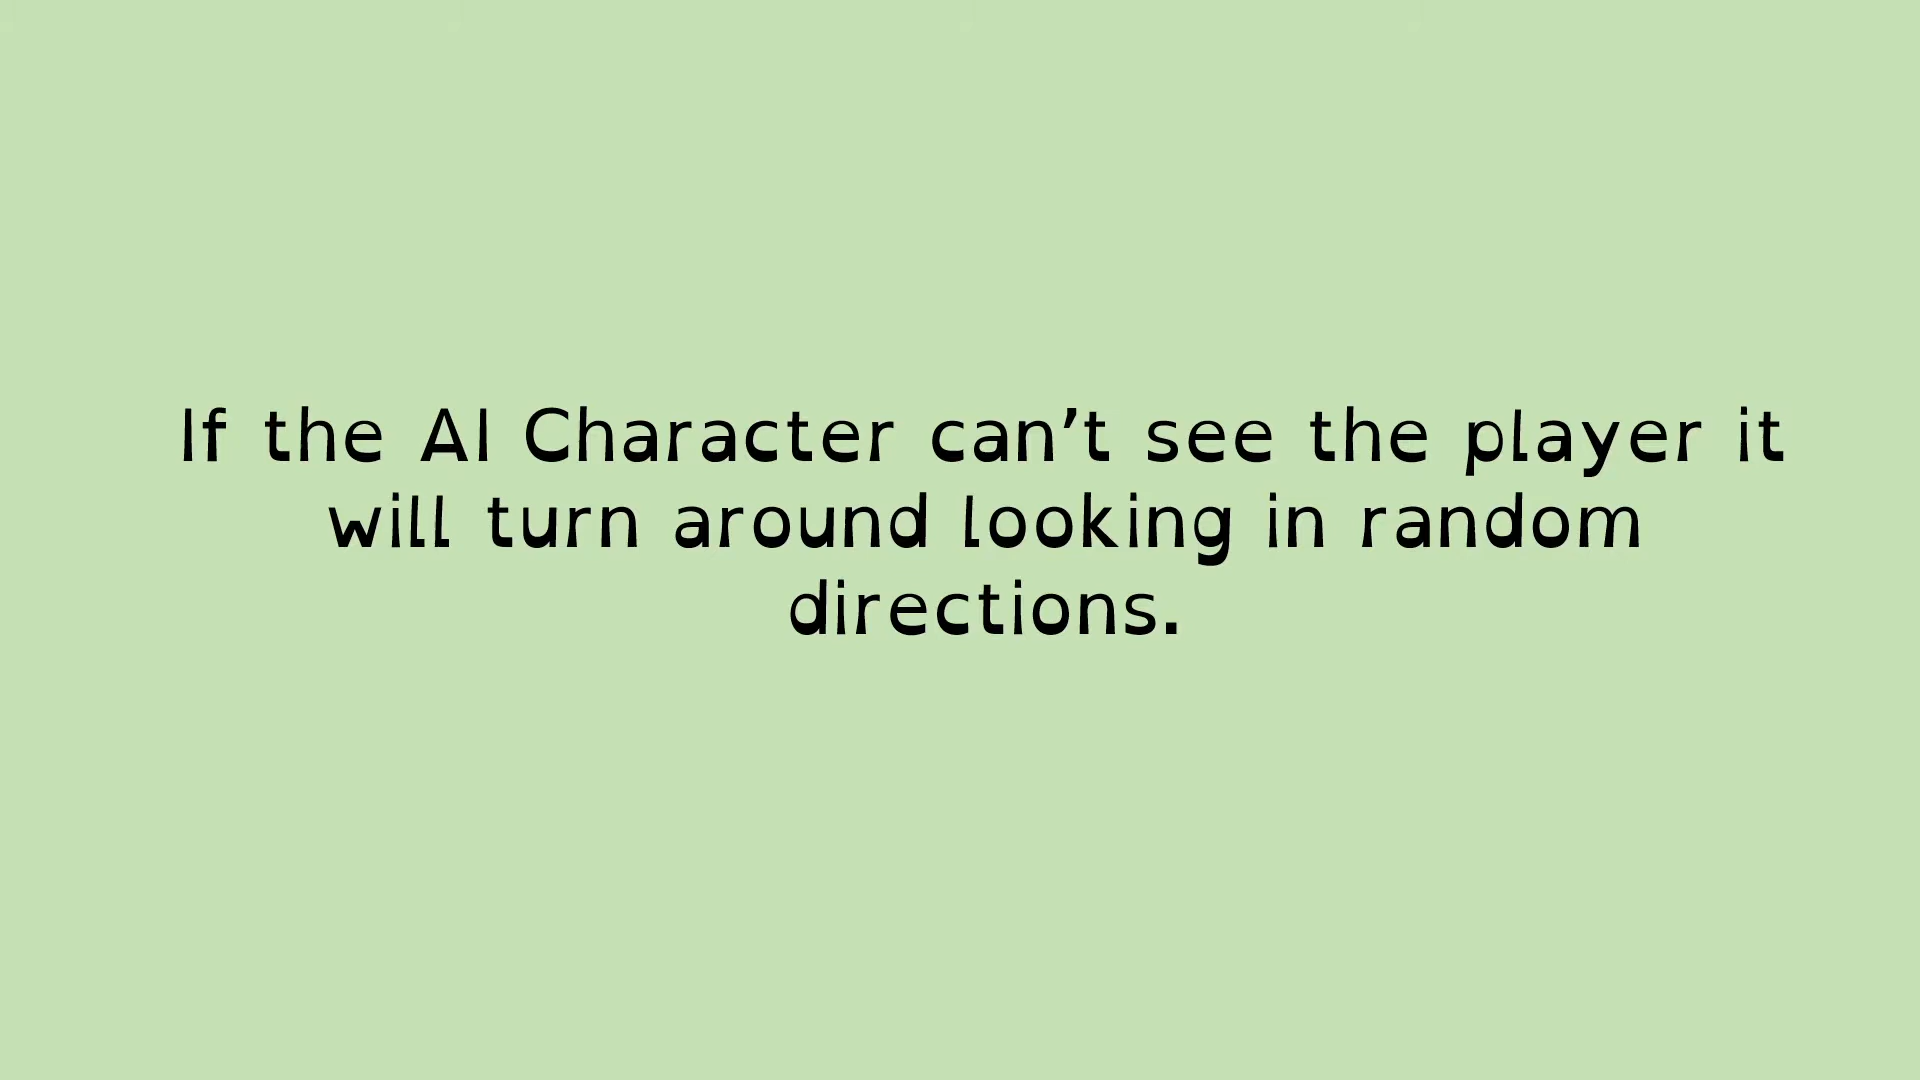 If the AI Character can’t see the player it
will turn around looking in random
directions.